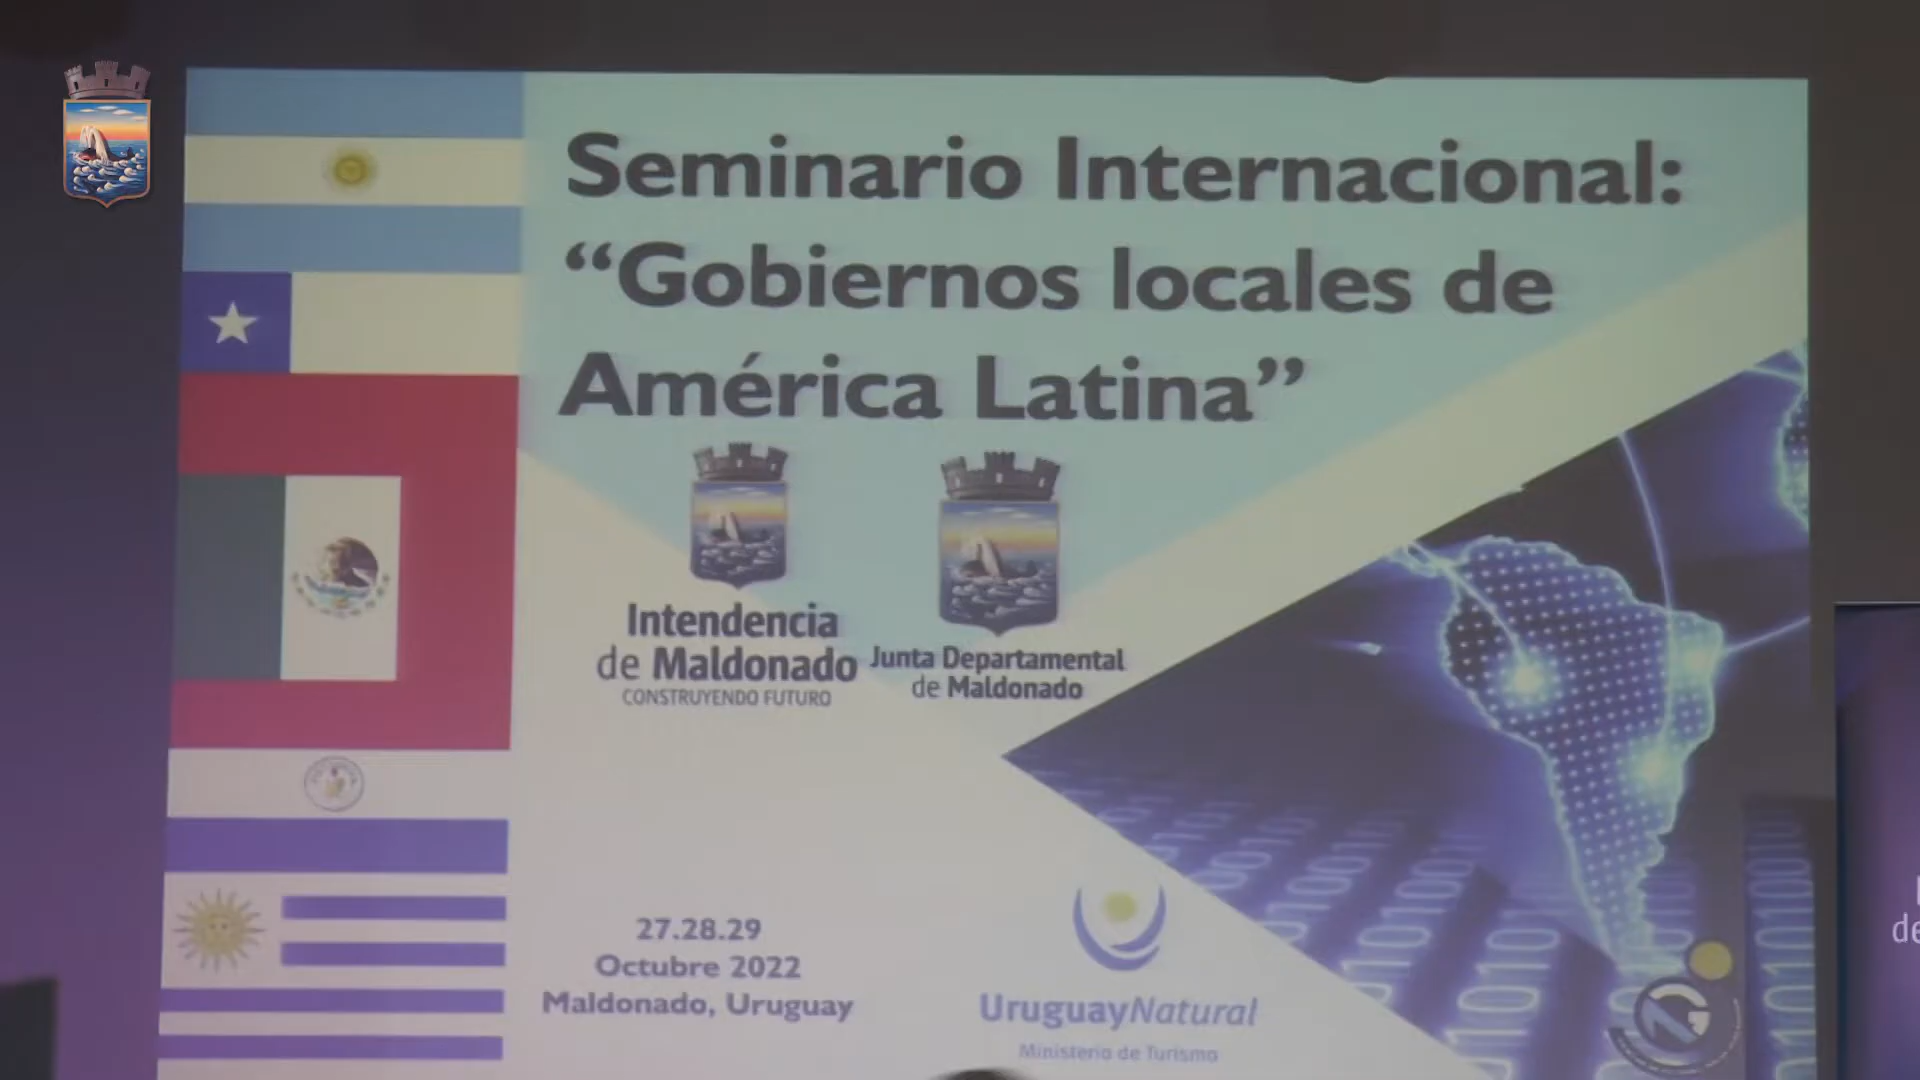 Seminario Internacional:
“Gobiernos locales de
América Latina”
Intendencia
de Maldonado
CONSTRUYENDO FUTURO
Junta Departamental
de Maldonado
27.28.29
Octubre 2022
Maldonado, Uruguay
UruguayNatural
Ministerio de Turismo